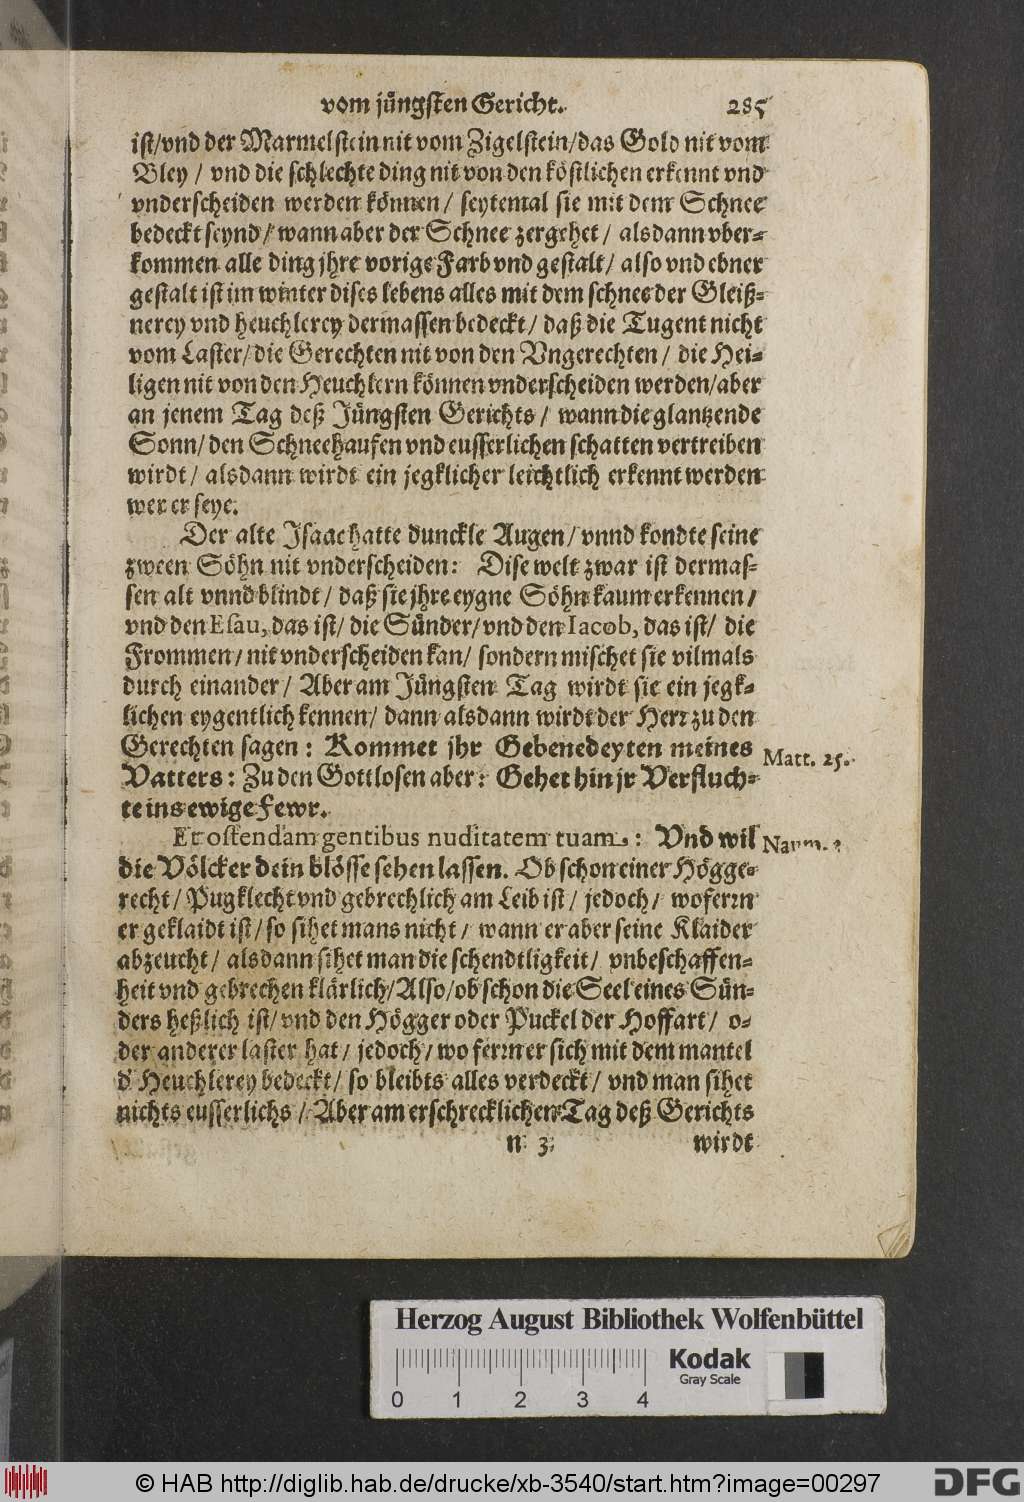 vom jüngsten Gericht. 285
ist/vnd der Marmelstein nit vom Zigelstein/das Gold nit vom
Bley / vnd die schlechte ding nit von den köstlichen erkennt vnd
vnderscheiden werden können / seytemal sie mit dem Schnee
bedeckt seynd / wann aber der Schnee zergehet / alsdann vber-
kommen alle ding jhre vorige Farb vnd gestalt / also vnd ebner
gestalt ist im winter dises lebens alles mit dem schnee der Gleiß-
nerey vnd heuchlerey dermassen bedeckt / daß die Tugent nicht
vom Laster/die Gerechten nit von den Vngerechten / die Hei-
ligen nit von den Heuchlern können vnderscheiden werden/aber
an jenem Tag deß Jüngsten Gerichts / wann die glantzende
Sonn/den Schneehaufen vnd eusserlichen schatten vertreiben
wirdt / alsdann wirdt ein jegklicher leichtlich erkennt werden
wer er seye.
Der alte Isaac hatte dunckle Augen / vnnd kondte seine
zween Söhn nit vnderscheiden: Dise welt zwar ist dermas-
sen alt vnnd blindt / daß sie jhre eygne Söhn kaum erkennen /
vnd den Esau, das ist/ die Sünder/vnd den Iacob, das ist/ die
Frommen / nit vnderscheiden kan/ sondern mischet sie vilmals
durch einander / Aber am Jüngsten Tag wirdt sie ein jegk-
lichen eygentlich kennen/ dann alsdann wirdt der Herr zu den
Gerechten sagen: Kommet jhr Gebenedeyten meines
Matt. 25.
Vatters: Zu den Gottlosen aber: Gehet hin jr Verfluch-
te ins ewige Fewr.
Et ostendam gentibus nuditatem tuam: Vnd wil
die Völcker dein blösse sehen lassen. Ob schon einer Högge-
recht / Pugklecht vnd gebrechlich am Leib ist / jedoch / wofern
er geklaidt ist / so sihet mans nicht / wann er aber seine Klaider
abzeucht / alsdann sihet man die schendtligkeit / vnbeschaffen-
heit vnd gebrechen klärlich/Also/ob schon die Seel eines Sün-
ders heßlich ist/ vnd den Högger oder Puckel der Hoffart / o-
der anderer laster hat / jedoch / wo ferrn er sich mit dem mantel
d' Heuchlerey bedeckt / so bleibts alles verdeckt / vnd man sihet
nichts eusserlichs / Aber am erschrecklichen Tag deß Gerichts
n 3 wirdt
Herzog August Bibliothek Wolfenbüttel
Kodak
Gray Scale
0 1 2 3 4
© HAB http://diglib.hab.de/drucke/xb-3540/start.htm?image=00297
DFG